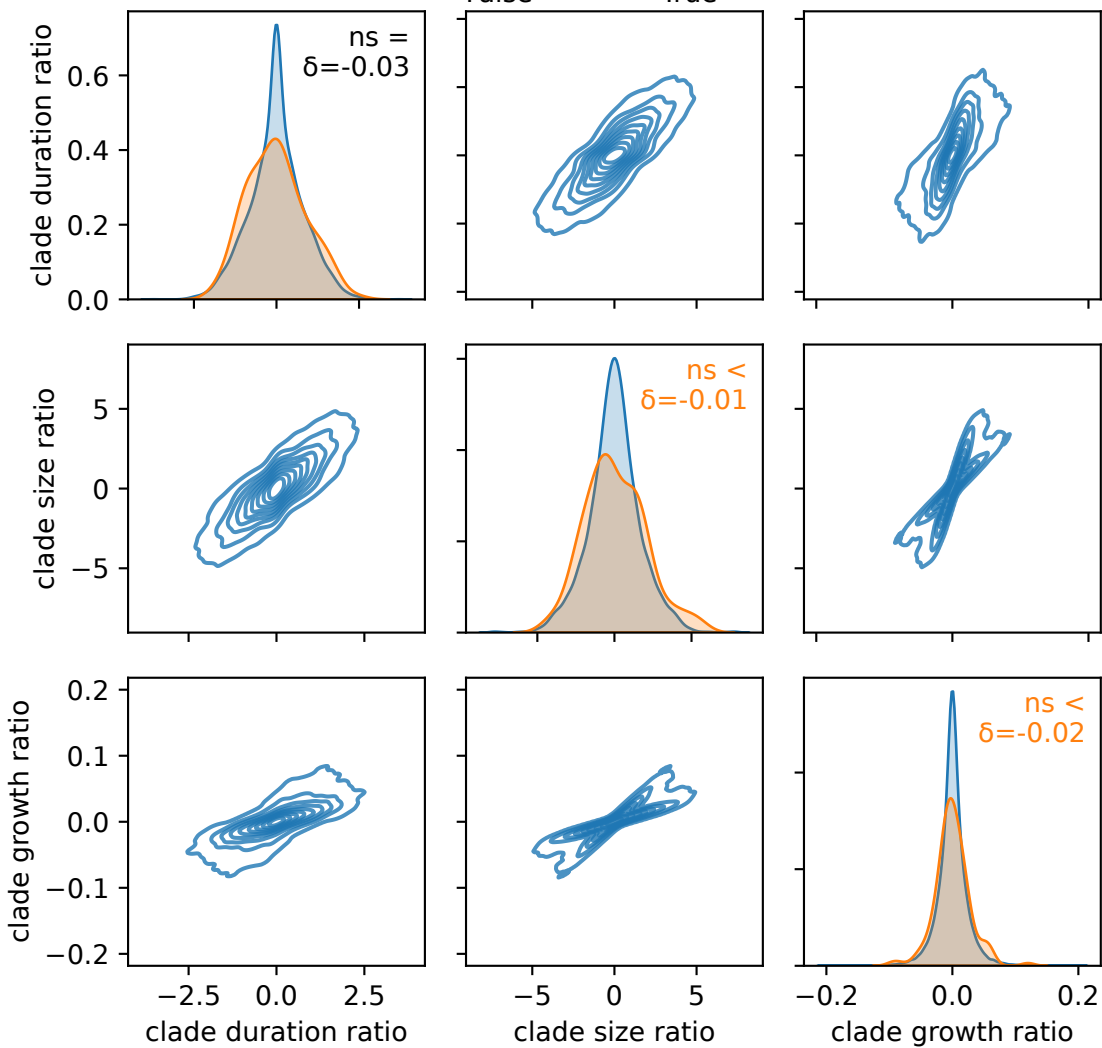 clade duration ratio
0.6
0.4
0.2
0.0
ns =
δ=-0.03
clade size ratio
5
0
−5
ns <
δ=-0.01
clade growth ratio
0.2
0.1
0.0
−0.1
−0.2
ns <
δ=-0.02
−2.5 0.0 2.5
−5 0 5
−0.2 0.0 0.2
clade duration ratio
clade size ratio
clade growth ratio